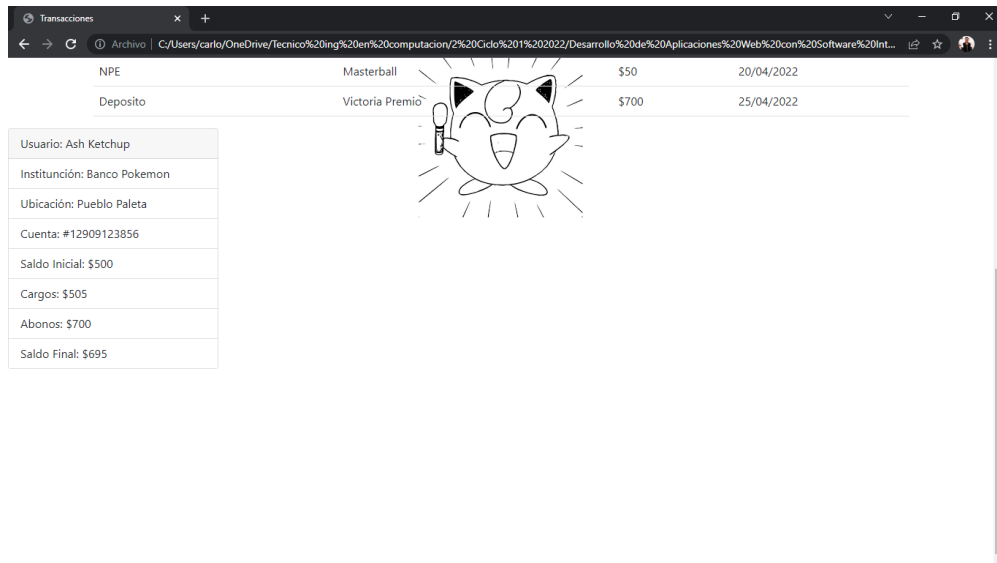 Transacciones
Archivo C:/Users/carlo/OneDrive/Tecnico%20ing%20en%20computacion/2%20Ciclo%201%202022/Desarrollo%20de%20Aplicaciones%20Web%20con%20Software%20Int...
NPE Masterball $50 20/04/2022
Deposito Victoria Premio $700 25/04/2022
Usuario: Ash Ketchup
Institunción: Banco Pokemon
Ubicación: Pueblo Paleta
Cuenta: #12909123856
Saldo Inicial: $500
Cargos: $505
Abonos: $700
Saldo Final: $695